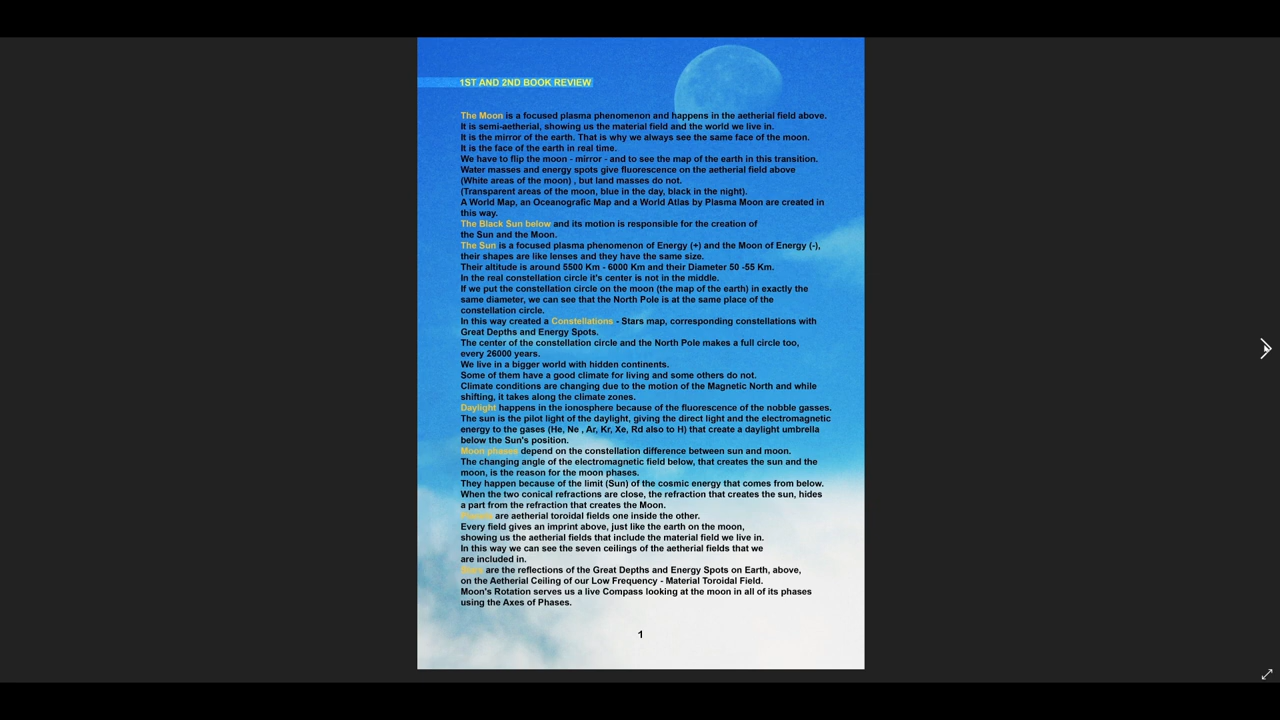 1ST AND 2ND BOOK REVIEW
The Moon is a focused plasma phenomenon and happens in the aetherial field above.
It is semi-aetherial, showing us the material field and the world we live in.
It is the mirror of the earth. That is why we always see the same face of the moon.
It is the face of the earth in real time.
We have to flip the moon - mirror - and to see the map of the earth in this transition.
Water masses and energy spots give fluorescence on the aetherial field above
(White areas of the moon) , but land masses do not.
(Transparent areas of the moon, blue in the day, black in the night).
A World Map, an Oceanografic Map and a World Atlas by Plasma Moon are created in
this way.
The Black Sun below and its motion is responsible for the creation of
the Sun and the Moon.
The Sun is a focused plasma phenomenon of Energy (+) and the Moon of Energy (-),
their shapes are like lenses and they have the same size.
Their altitude is around 5500 Km - 6000 Km and their Diameter 50 -55 Km.
In the real constellation circle it's center is not in the middle.
If we put the constellation circle on the moon (the map of the earth) in exactly the
same diameter, we can see that the North Pole is at the same place of the
constellation circle.
In this way created a Constellations - Stars map, corresponding constellations with
Great Depths and Energy Spots.
The center of the constellation circle and the North Pole makes a full circle too,
every 26000 years.
We live in a bigger world with hidden continents.
Some of them have a good climate for living and some others do not.
Climate conditions are changing due to the motion of the Magnetic North and while
shifting, it takes along the climate zones.
Daylight happens in the ionosphere because of the fluorescence of the nobble gasses.
The sun is the pilot light of the daylight, giving the direct light and the electromagnetic
energy to the gases (He, Ne , Ar, Kr, Xe, Rd also to H) that create a daylight umbrella
below the Sun's position.
Moon phases depend on the constellation difference between sun and moon.
The changing angle of the electromagnetic field below, that creates the sun and the
moon, is the reason for the moon phases.
They happen because of the limit (Sun) of the cosmic energy that comes from below.
When the two conical refractions are close, the refraction that creates the sun, hides
a part from the refraction that creates the Moon.
are aetherial toroidal fields one inside the other.
Every field gives an imprint above, just like the earth on the moon,
showing us the aetherial fields that include the material field we live in.
In this way we can see the seven ceilings of the aetherial fields that we
are included in.
are the reflections of the Great Depths and Energy Spots on Earth, above,
on the Aetherial Ceiling of our Low Frequency - Material Toroidal Field.
Moon's Rotation serves us a live Compass looking at the moon in all of its phases
using the Axes of Phases.
1